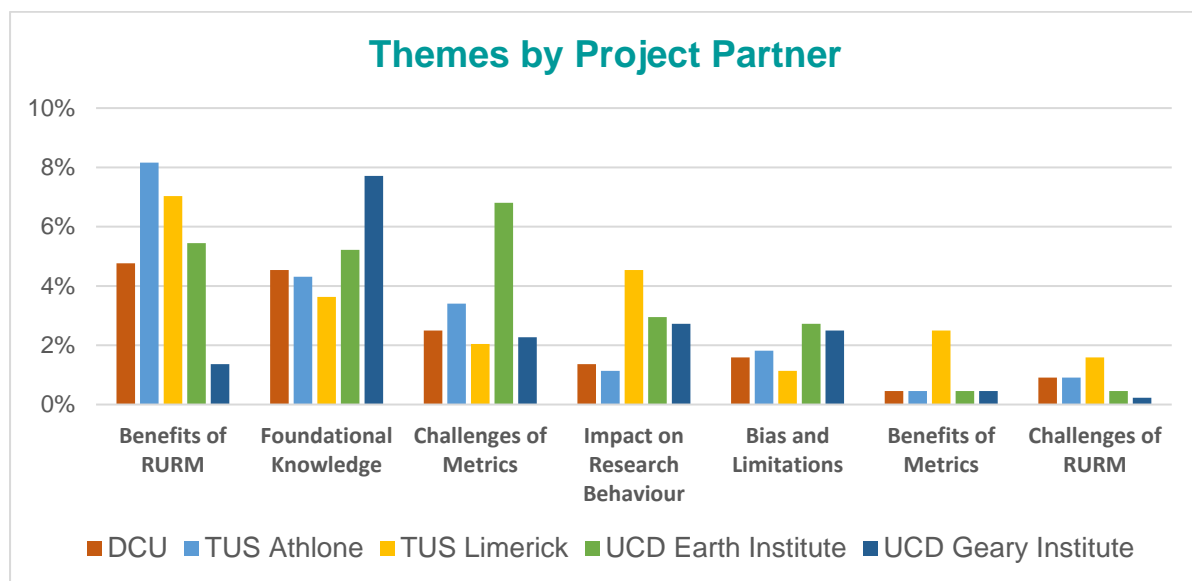 Themes by Project Partner
10%
8%
6%
4%
2%
0%
Benefits of
RURM
Foundational
Knowledge
Challenges of
Metrics
Impact on
Research
Behaviour
Bias and
Limitations
Benefits of
Metrics
Challenges of
RURM
DCU TUS Athlone TUS Limerick UCD Earth Institute UCD Geary Institute